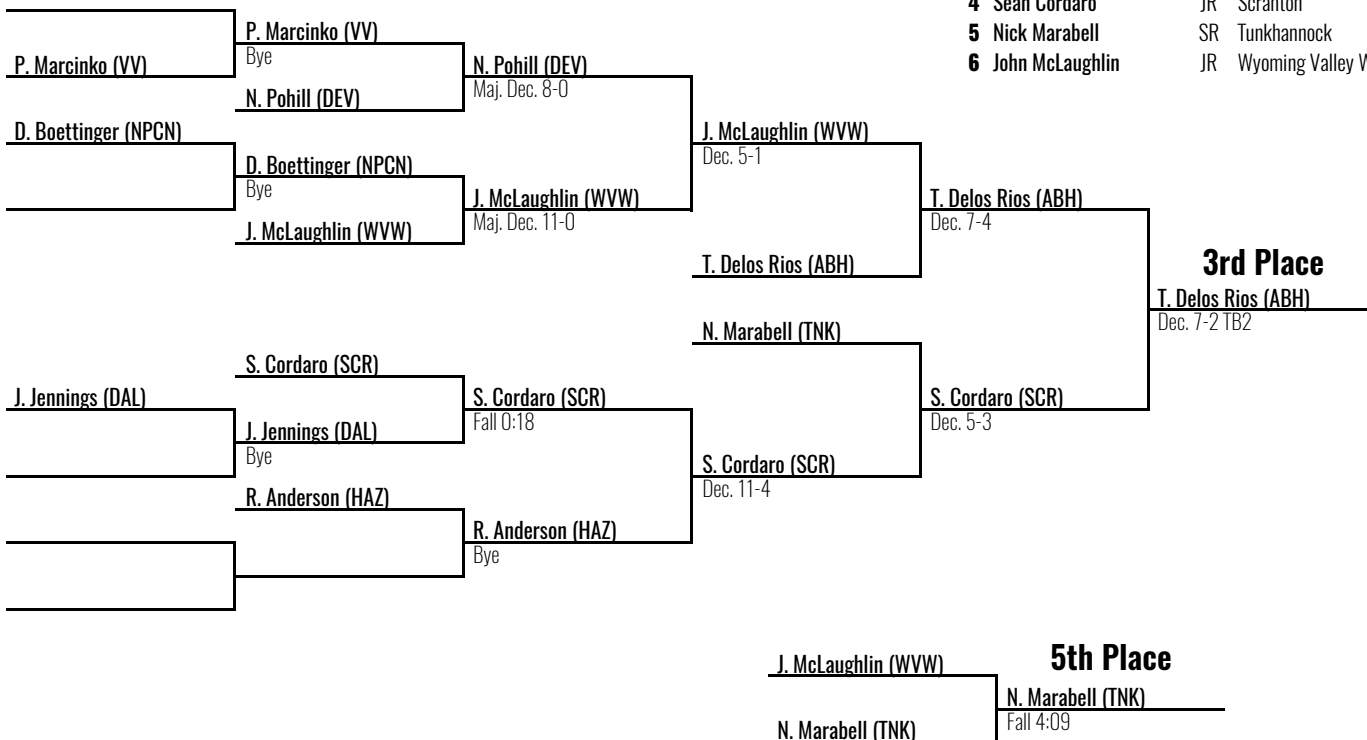 4 Sean Cordaro JR Scranton
5 Nick Marabell SR Tunkhannock
6 John McLaughlin JR Wyoming Valley
P. Marcinko (VV)
P. Marcinko (VV)
Bye
N. Pohill (DEV)
N. Pohill (DEV)
Maj. Dec. 8-0
D. Boettinger (NPCN)
D. Boettinger (NPCN)
Bye
J. McLaughlin (WVW)
J. McLaughlin (WVW)
Maj. Dec. 11-0
J. McLaughlin (WVW)
Dec. 5-1
T. Delos Rios (ABH)
T. Delos Rios (ABH)
Dec. 7-4
3rd Place
T. Delos Rios (ABH)
Dec. 7-2 TB2
N. Marabell (TNK)
S. Cordaro (SCR)
J. Jennings (DAL)
J. Jennings (DAL)
Bye
S. Cordaro (SCR)
Fall 0:18
R. Anderson (HAZ)
R. Anderson (HAZ)
Bye
S. Cordaro (SCR)
Dec. 11-4
S. Cordaro (SCR)
Dec. 5-3
5th Place
J. McLaughlin (WVW)
N. Marabell (TNK)
N. Marabell (TNK)
Fall 4:09